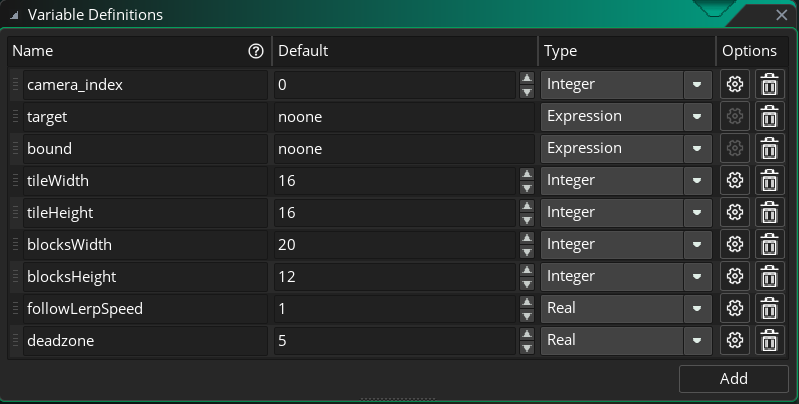 Variable Definitions
Name ? Default Type Options
camera_index 0 Integer
target noone Expression
bound noone Expression
tileWidth 16 Integer
tileHeight 16 Integer
blocksWidth 20 Integer
blocksHeight 12 Integer
followLerpSpeed 1 Real
deadzone 5 Real
Add